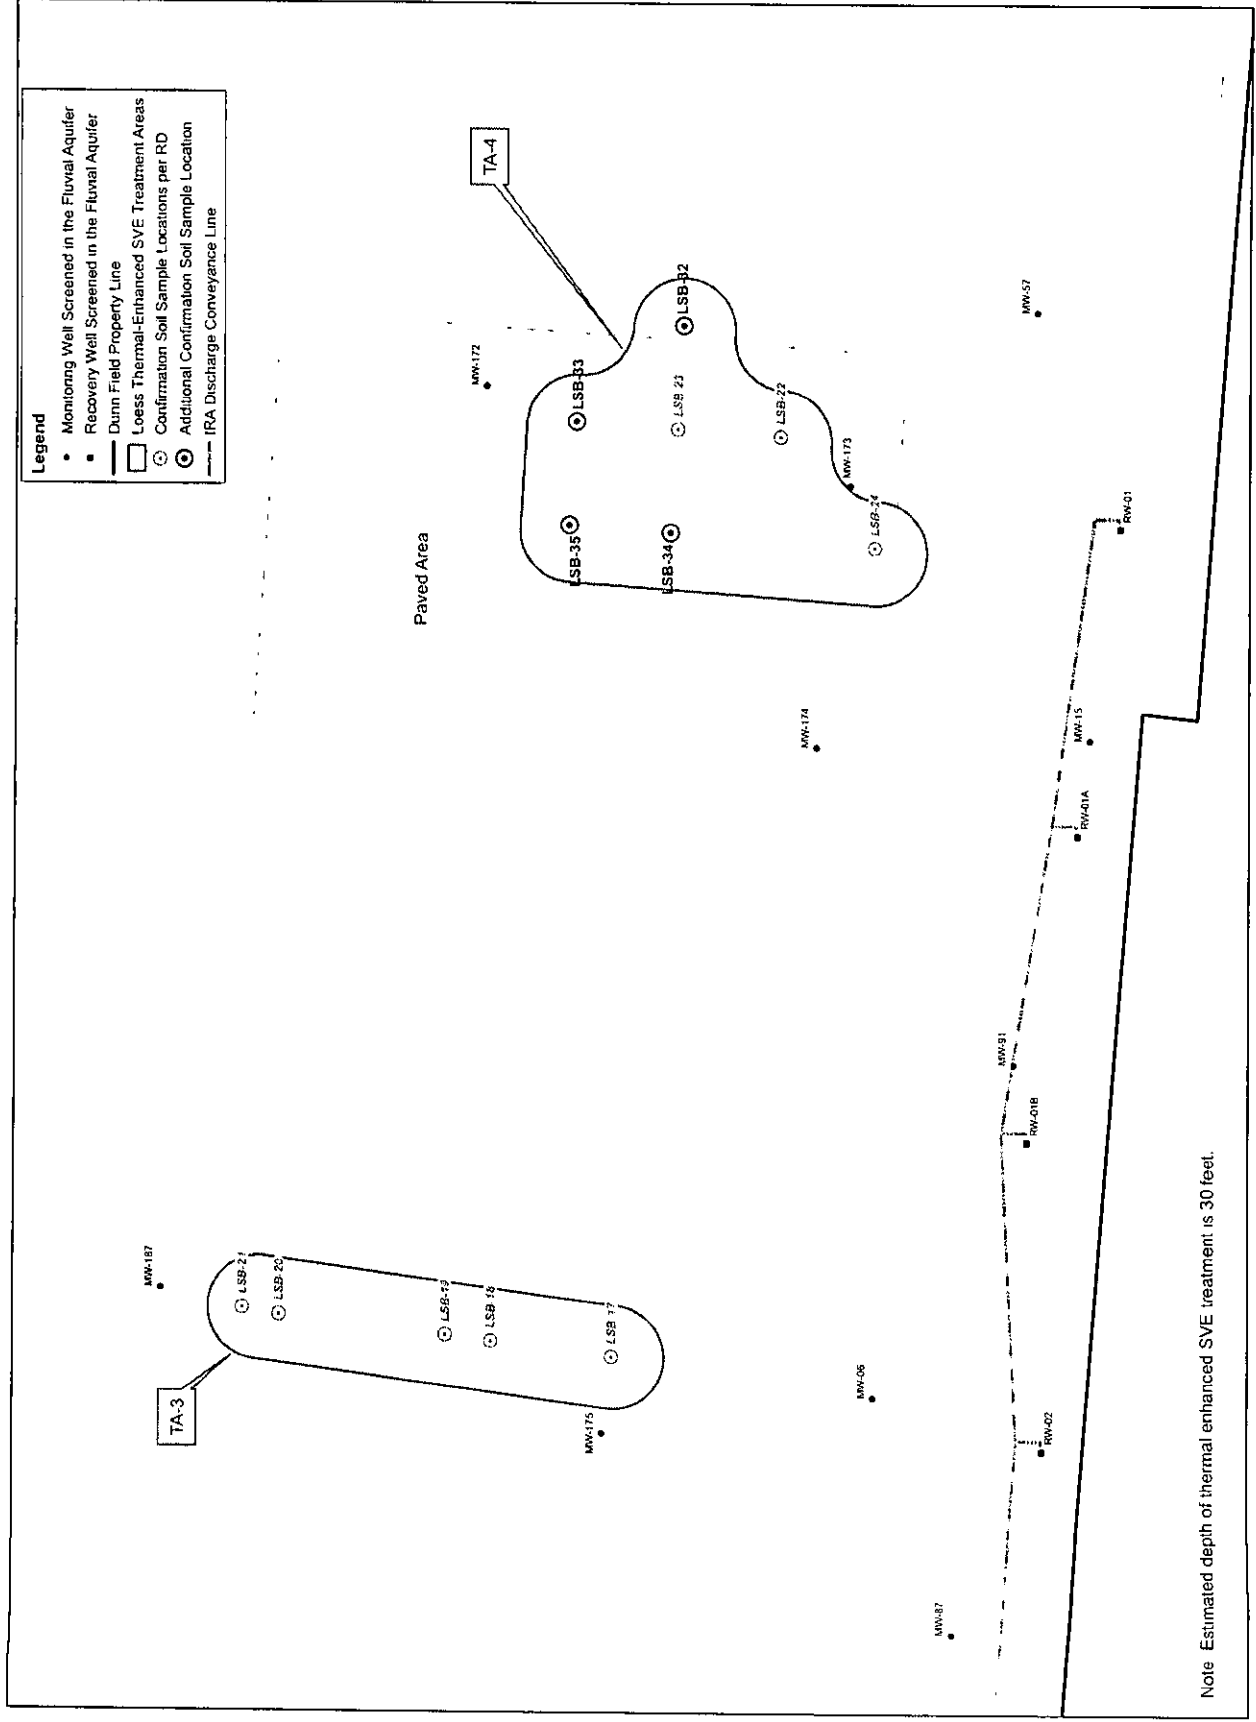 Legend
Monitoring Well Screened in the Fluvial Aquifer
Recovery Well Screened in the Fluvial Aquifer
Dunn Field Property Line
Loess Thermal-Enhanced SVE Treatment Areas
Confirmation Soil Sample Locations per RD
Additional Confirmation Soil Sample Location
IRA Discharge Conveyance Line
TA-4
MW-172
LSB-33
LSB-32
LSB 23
LSB-22
MW-173
LSB-24
LSB-35
LSB-34
MW-57
Paved Area
RW-01
MW-174
MW-15
RW-01A
MW-91
RW-01B
MW-187
LSB-21
LSB-20
LSB-19
LSB-18
LSB 17
TA-3
MW-175
MW-06
RW-02
MW-87
Note Estimated depth of thermal enhanced SVE treatment is 30 feet.